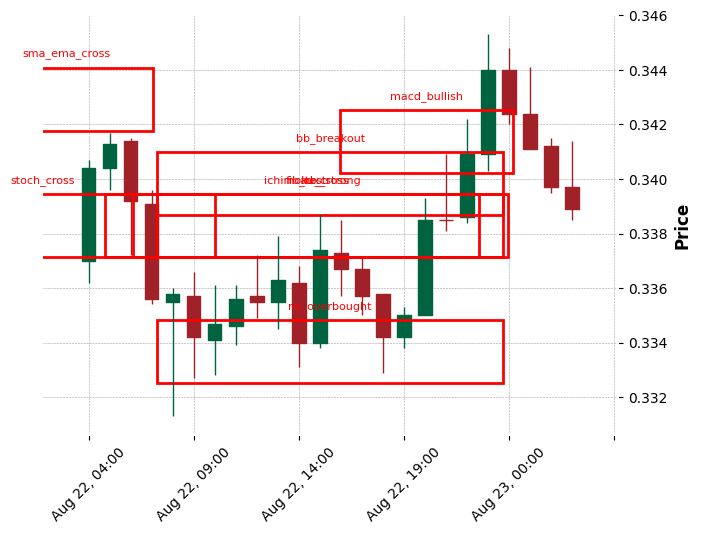 0.346
sma_ema_cross
0.344
macd_bullish
0.342
bb_breakout
stoch_cross
0.340
0.338
Price
0.336
0.334
0.332
Aug 22, 04:00
Aug 22, 09:00
Aug 22, 14:00
Aug 22, 19:00
Aug 23, 00:00